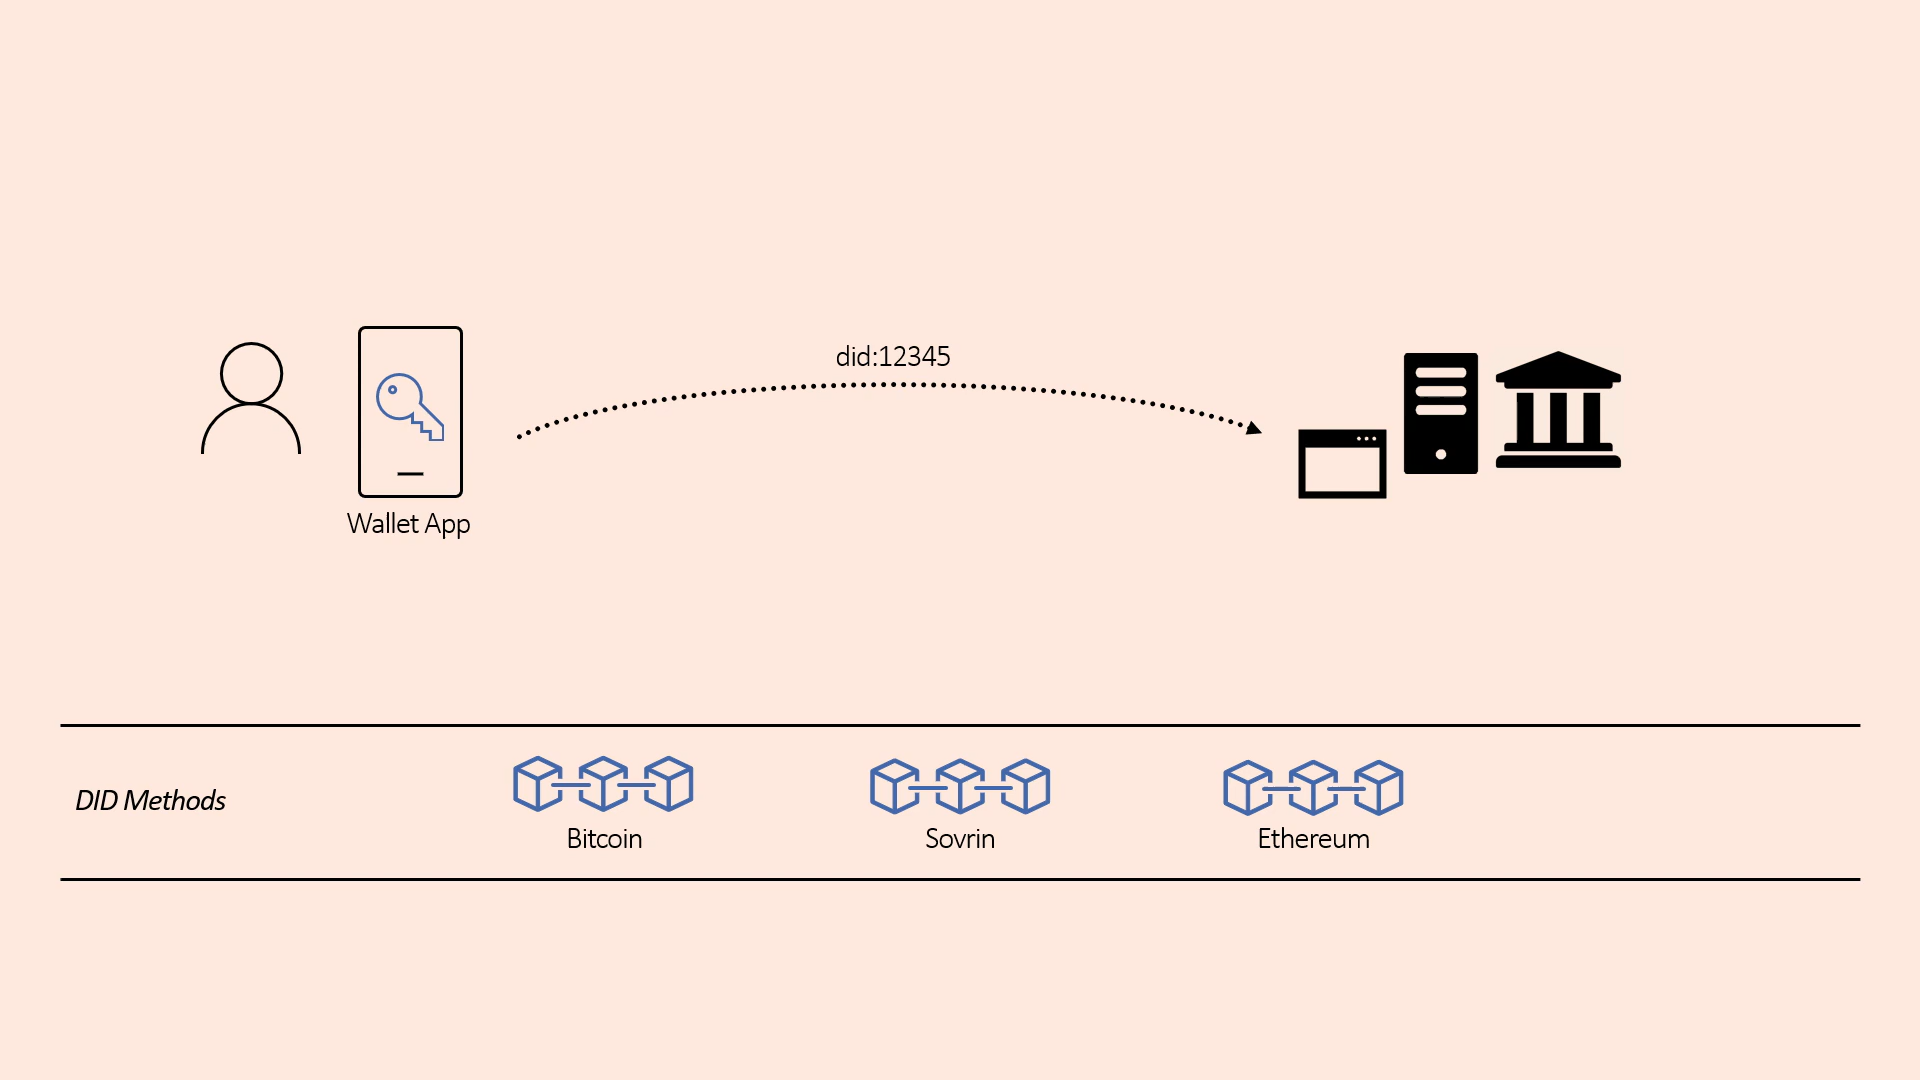 did:12345
Wallet App
DID Methods
Bitcoin
Sovrin
Ethereum